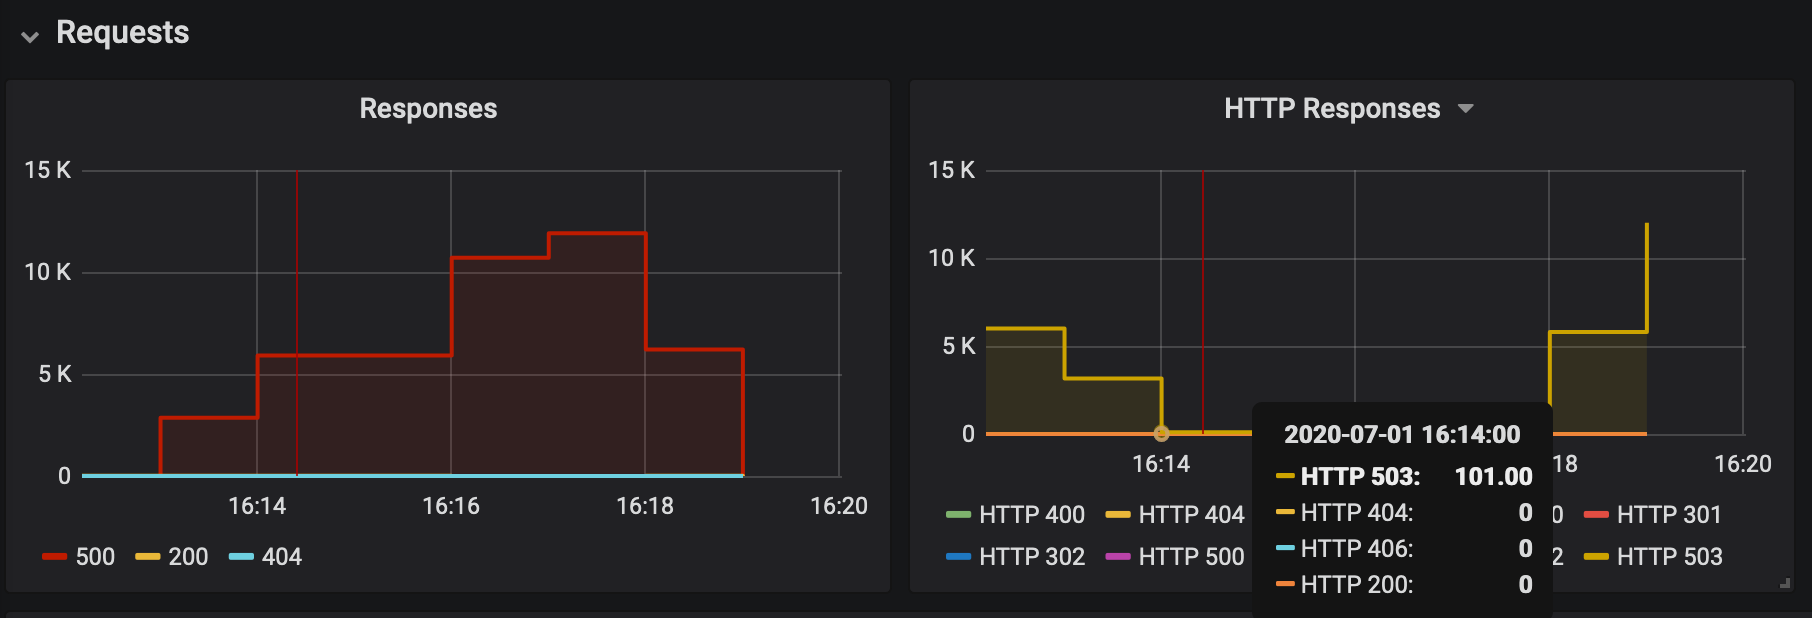 Requests
Responses
15 K
10 K
5 K
0
16:14 16:16 16:18 16:20
500 200 404
HTTP Responses
15 K
10 K
5 K
0
16:14 18 16:20
HTTP 400 HTTP 404 0 HTTP 301
HTTP 302 HTTP 500 2 HTTP 503
2020-07-01 16:14:00
HTTP 503: 101.00
HTTP 404: 0
HTTP 406: 0
HTTP 200: 0